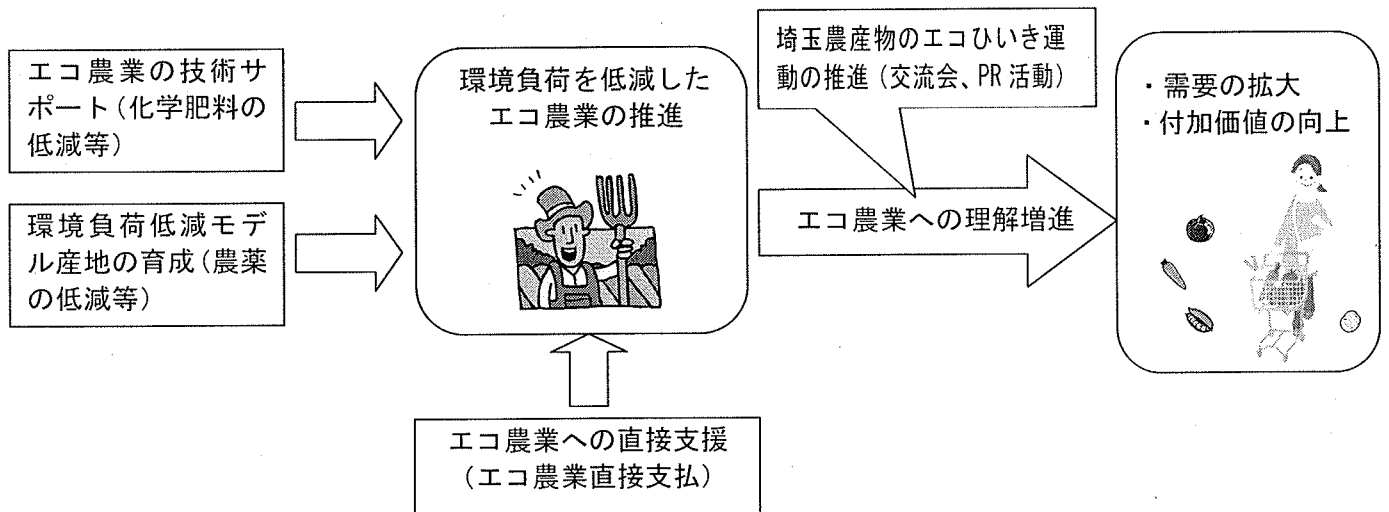 エコ農業の技術サ
ポート（化学肥料の
低減等）
環境負荷低減モデ
ル産地の育成（農薬
の低減等）
環境負荷を低減した
エコ農業の推進
エコ農業への直接支援
（エコ農業直接支払）
埼玉農産物のエコひいき運
動の推進（交流会、PR 活動）
エコ農業への理解増進
・需要の拡大
・付加価値の向上